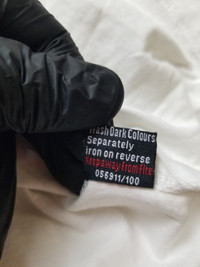 Wash Dark Colours
Separately
iron on reverse
Keep away From Fire
056911/100